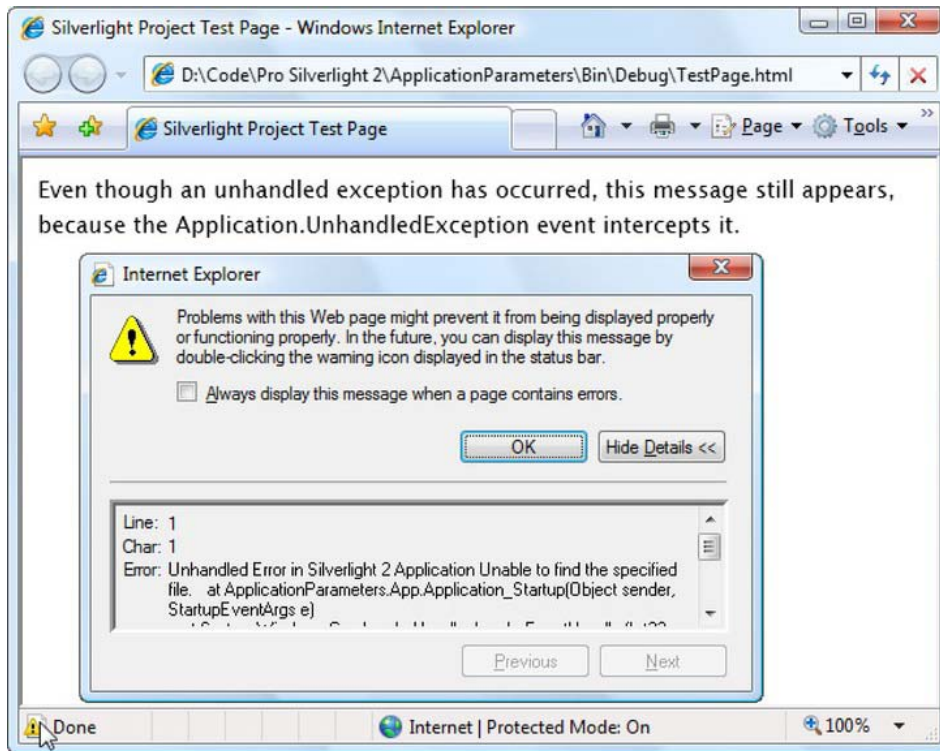 Silverlight Project Test Page - Windows Internet Explorer
D:\Code\Pro Silverlight 2\ApplicationParameters\Bin\Debug\TestPage.html
Silverlight Project Test Page
Page
Tools
Even though an unhandled exception has occurred, this message still appears,
because the Application.UnhandledException event intercepts it.
Internet Explorer
Problems with this Web page might prevent it from being displayed properly
or functioning properly. In the future, you can display this message by
double-clicking the warning icon displayed in the status bar.
Always display this message when a page contains errors.
OK
Hide Details <<
Line: 1
Char: 1
Error: Unhandled Error in Silverlight 2 Application Unable to find the specified
file. at ApplicationParameters.App.Application_Startup(Object sender,
StartupEventArgs e)
Previous
Next
Done
Internet | Protected Mode: On
100%